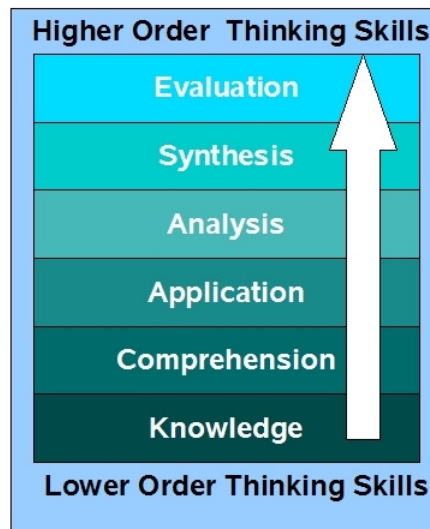 Higher Order Thinking Skills
Evaluation
Synthesis
Analysis
Application
Comprehension
Knowledge
Lower Order Thinking Skills